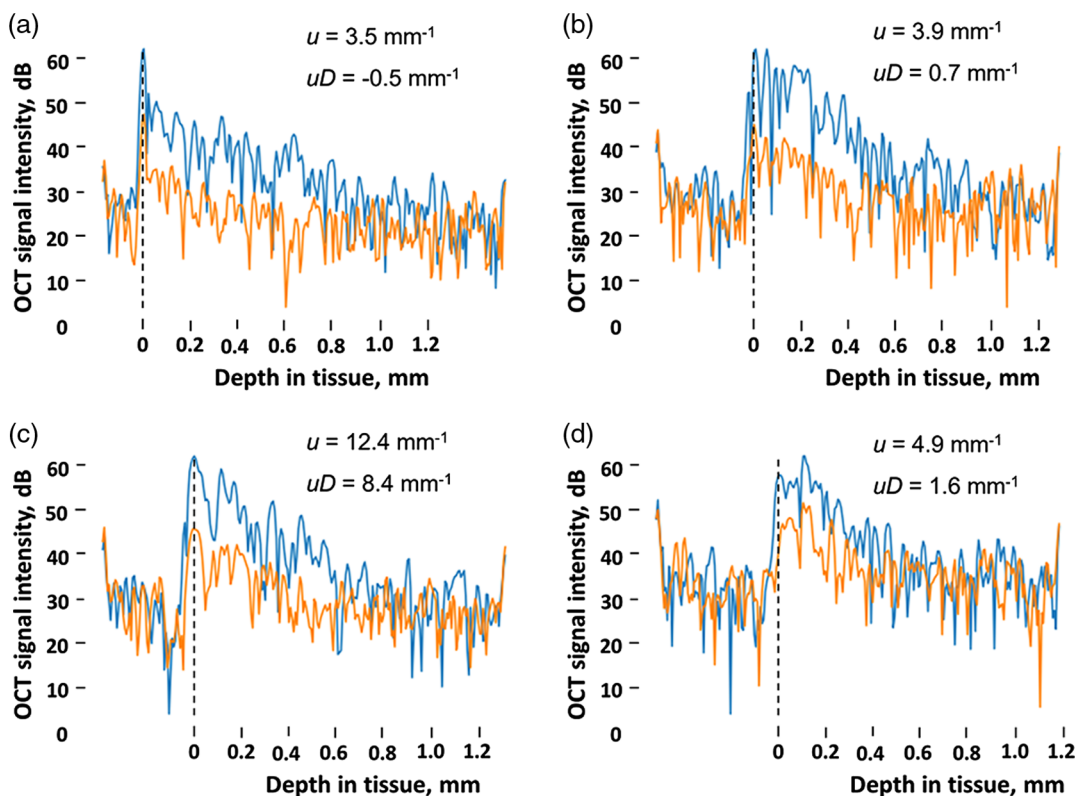 (a)
u = 3.5 mm-1
uD = -0.5 mm-1
OCT signal intensity, dB
60
50
40
30
20
10
0
0 0.2 0.4 0.6 0.8 1.0 1.2
Depth in tissue, mm
(b)
u = 3.9 mm-1
uD = 0.7 mm-1
OCT signal intensity, dB
60
50
40
30
20
10
0
0 0.2 0.4 0.6 0.8 1.0 1.2
Depth in tissue, mm
(c)
u = 12.4 mm-1
uD = 8.4 mm-1
OCT signal intensity, dB
60
50
40
30
20
10
0
0 0.2 0.4 0.6 0.8 1.0 1.2
Depth in tissue, mm
(d)
u = 4.9 mm-1
uD = 1.6 mm-1
OCT signal intensity, dB
60
50
40
30
20
10
0
0 0.2 0.4 0.6 0.8 1.0 1.2
Depth in tissue, mm